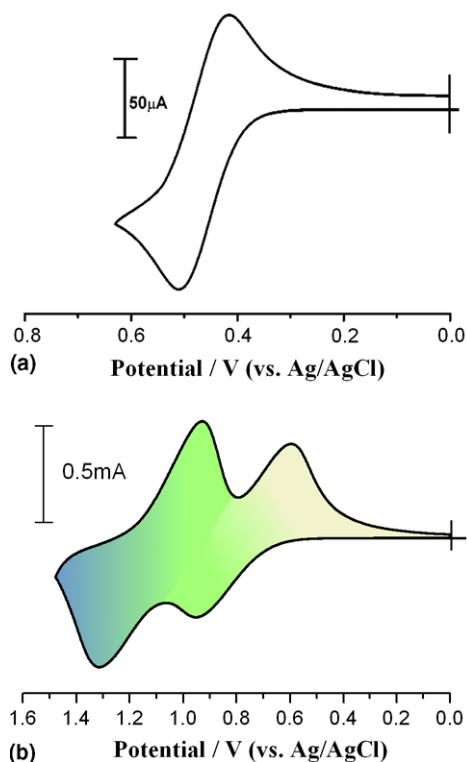 50μA
0.8 0.6 0.4 0.2 0.0
(a) Potential / V (vs. Ag/AgCl)
0.5mA
1.6 1.4 1.2 1.0 0.8 0.6 0.4 0.2 0.0
(b) Potential / V (vs. Ag/AgCl)